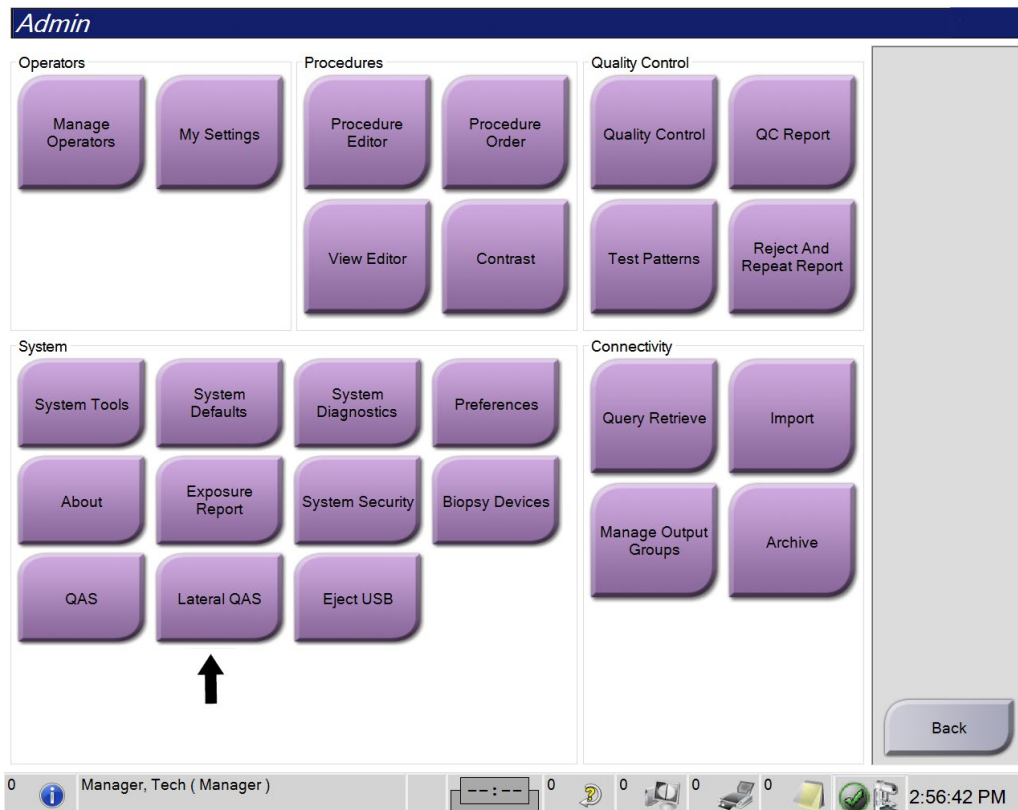 Admin
Operators
Manage
Operators
My Settings
Procedures
Procedure
Editor
Procedure
Order
View Editor
Contrast
Quality Control
Quality Control
QC Report
Test Patterns
Reject And
Repeat Report
System
System Tools
System
Defaults
System
Diagnostics
Preferences
About
Exposure
Report
System Security
Biopsy Devices
QAS
Lateral QAS
Eject USB
Connectivity
Query Retrieve
Import
Manage Output
Groups
Archive
Back
0
Manager, Tech ( Manager )
--:--
0
0
0
0
2:56:42 PM